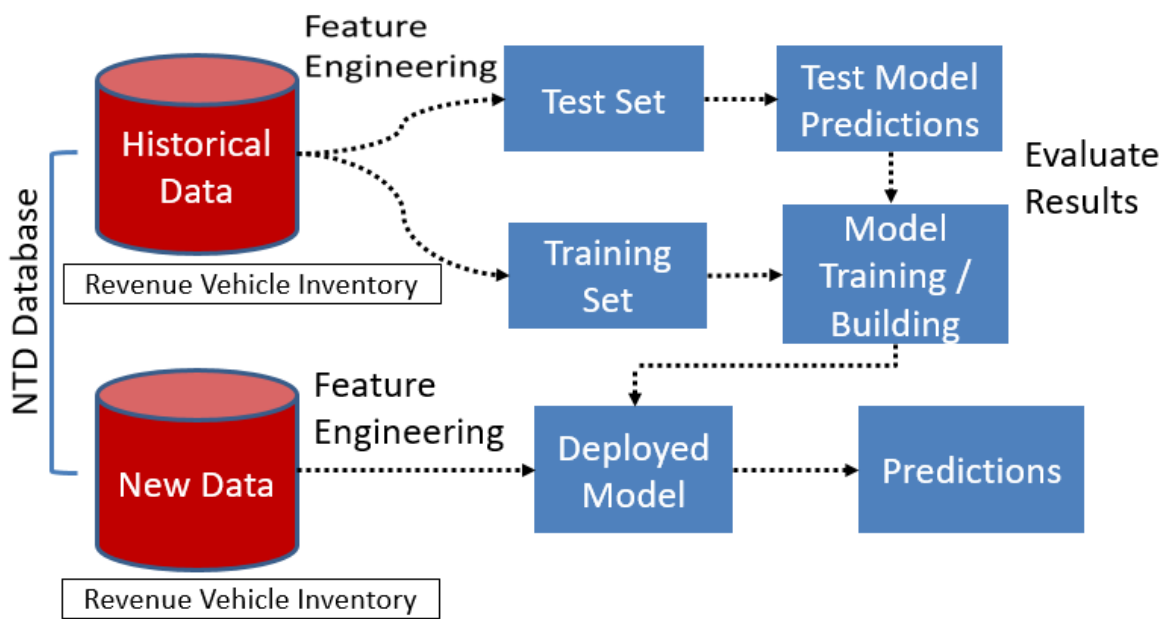 Feature
Engineering
Test Set
Test Model
Predictions
Historical
Data
Evaluate
Results
NTD Database
Revenue Vehicle Inventory
Training
Set
Model
Training /
Building
Feature
Engineering
New Data
Deployed
Model
Predictions
Revenue Vehicle Inventory